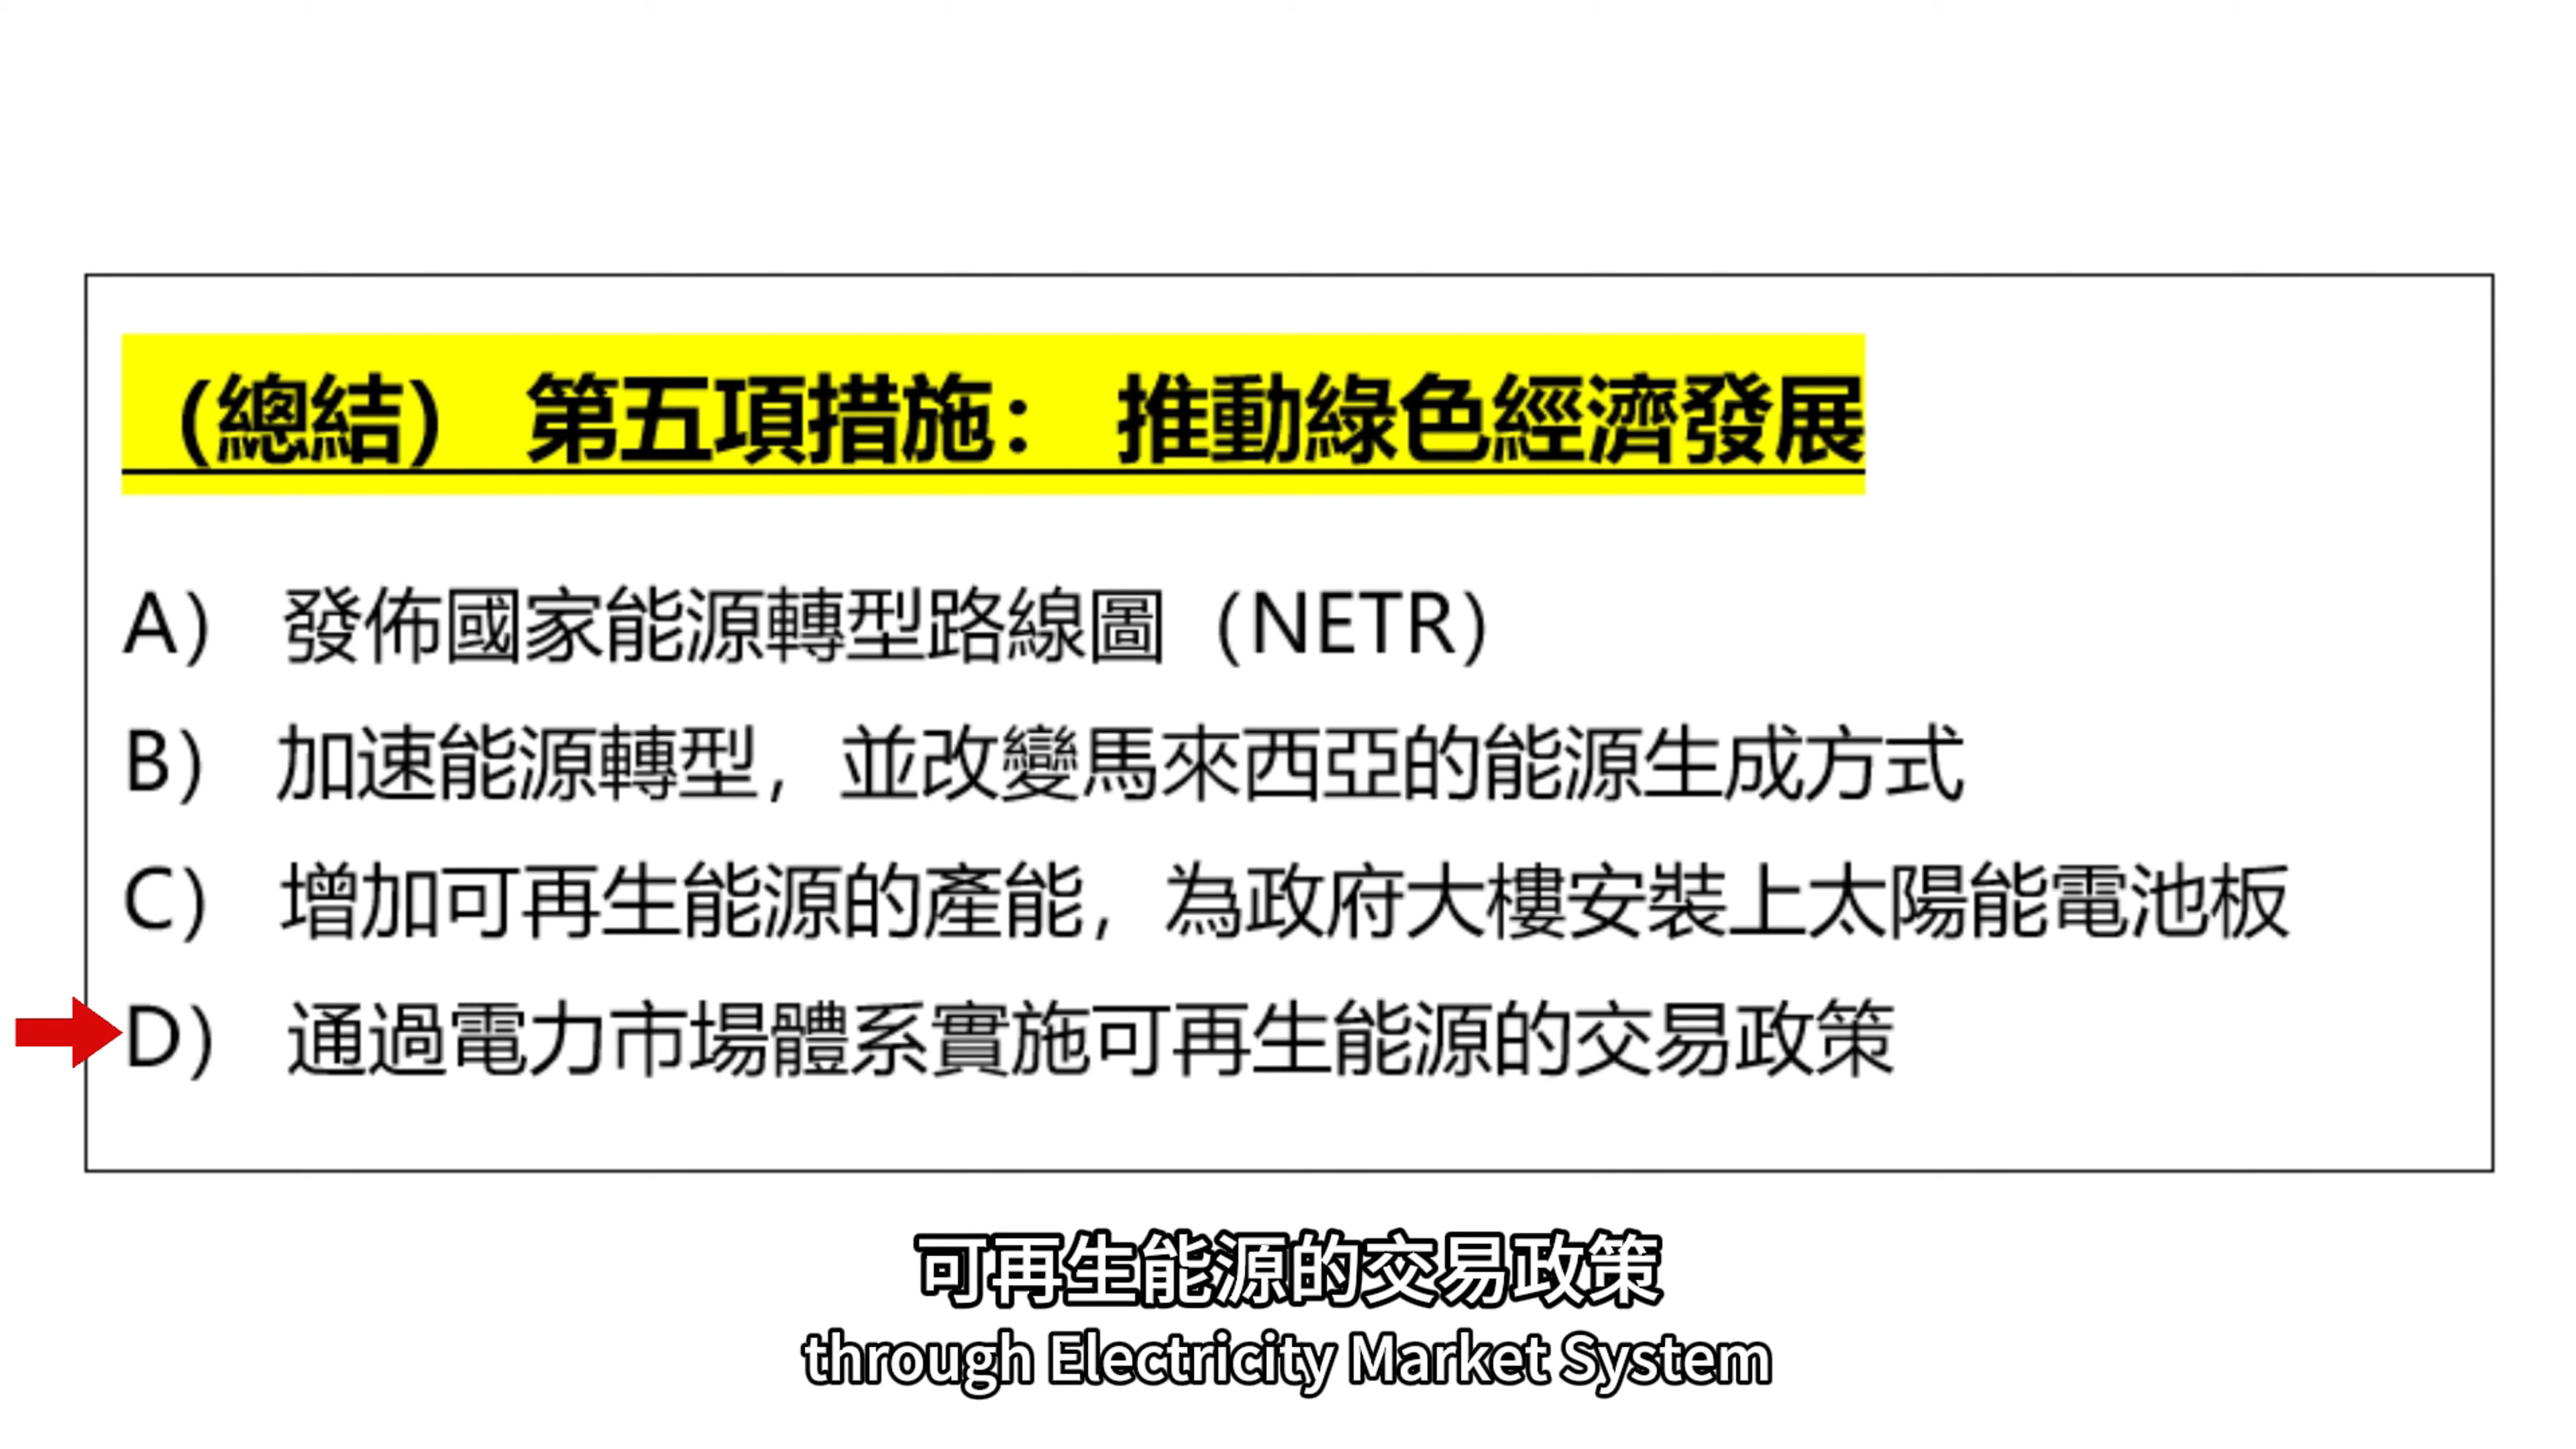 （總結） 第五項措施： 推動綠色經濟發展
A） 發佈國家能源轉型路線圖（NETR）
B） 加速能源轉型，並改變馬來西亞的能源生成方式
C） 增加可再生能源的產能，為政府大樓安裝上太陽能電池板
D） 通過電力市場體系實施可再生能源的交易政策
可再生能源的交易政策
through Electricity Market System